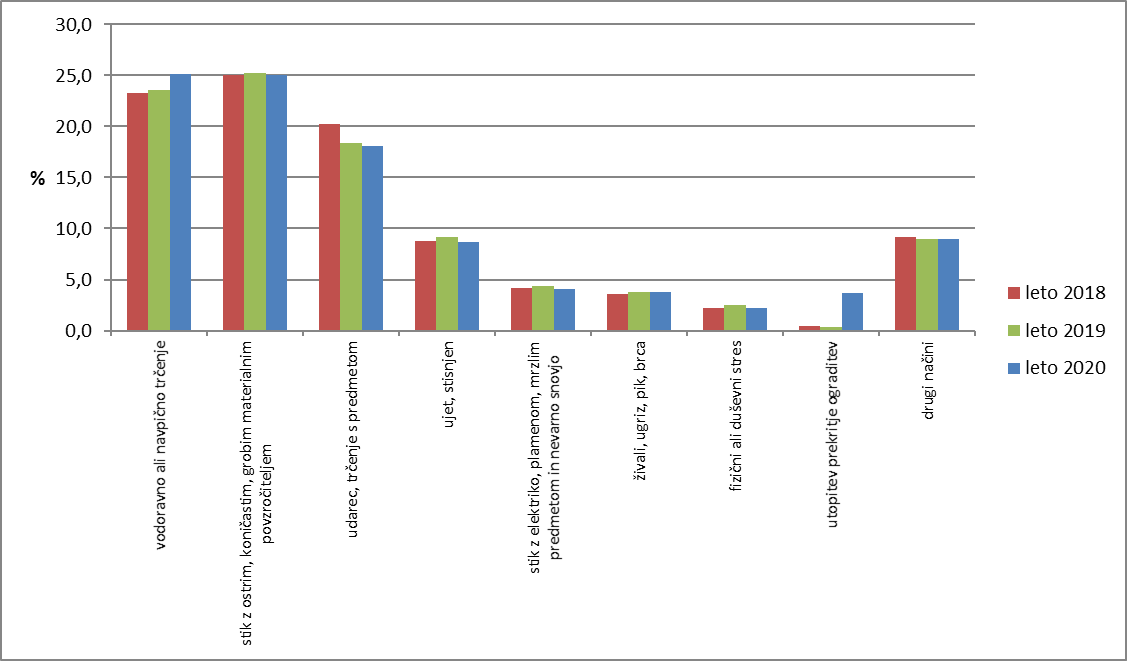 30,0
25,0
20,0
15,0
10,0
5,0
0,0
%
vodoravno ali navpično trčenje
stik z ostrim, koničastim, grobim materialnim
povzročiteljem
udarec, trčenje s predmetom
ujet, stisnjen
stik z elektriko, plamenom, mrzlim
predmetom in nevarno snovjo
živali, ugriz, pik, brca
fizični ali duševni stres
utopitev prekritje ograditev
drugi načini
leto 2018
leto 2019
leto 2020